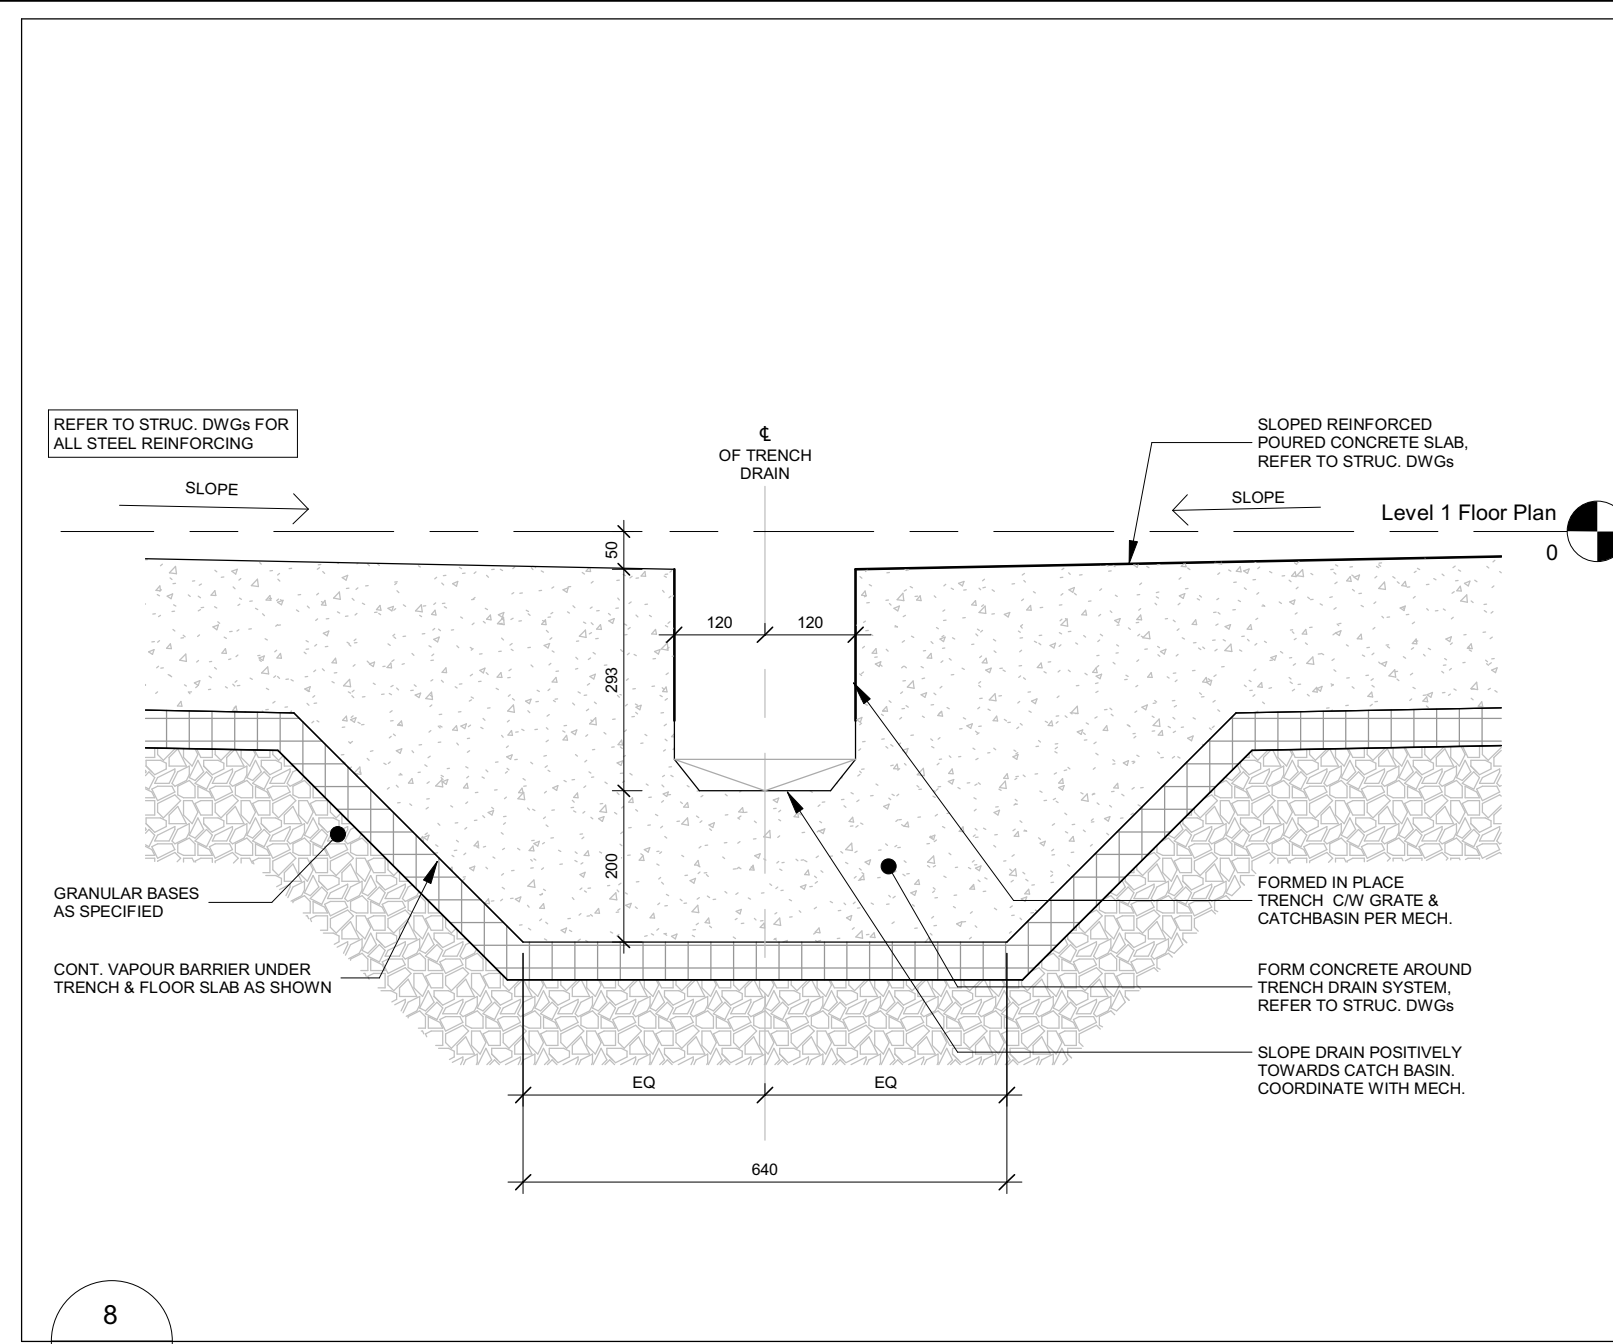 REFER TO STRUC. DWGs FOR
ALL STEEL REINFORCING
SLOPE
℄
OF TRENCH
DRAIN
SLOPED REINFORCED
POURED CONCRETE SLAB,
REFER TO STRUC. DWGs
SLOPE
Level 1 Floor Plan
0
50
120
120
293
200
GRANULAR BASES
AS SPECIFIED
CONT. VAPOUR BARRIER UNDER
TRENCH & FLOOR SLAB AS SHOWN
FORMED IN PLACE
TRENCH C/W GRATE &
CATCHBASIN PER MECH.
FORM CONCRETE AROUND
TRENCH DRAIN SYSTEM,
REFER TO STRUC. DWGs
SLOPE DRAIN POSITIVELY
TOWARDS CATCH BASIN.
COORDINATE WITH MECH.
EQ
EQ
640
8